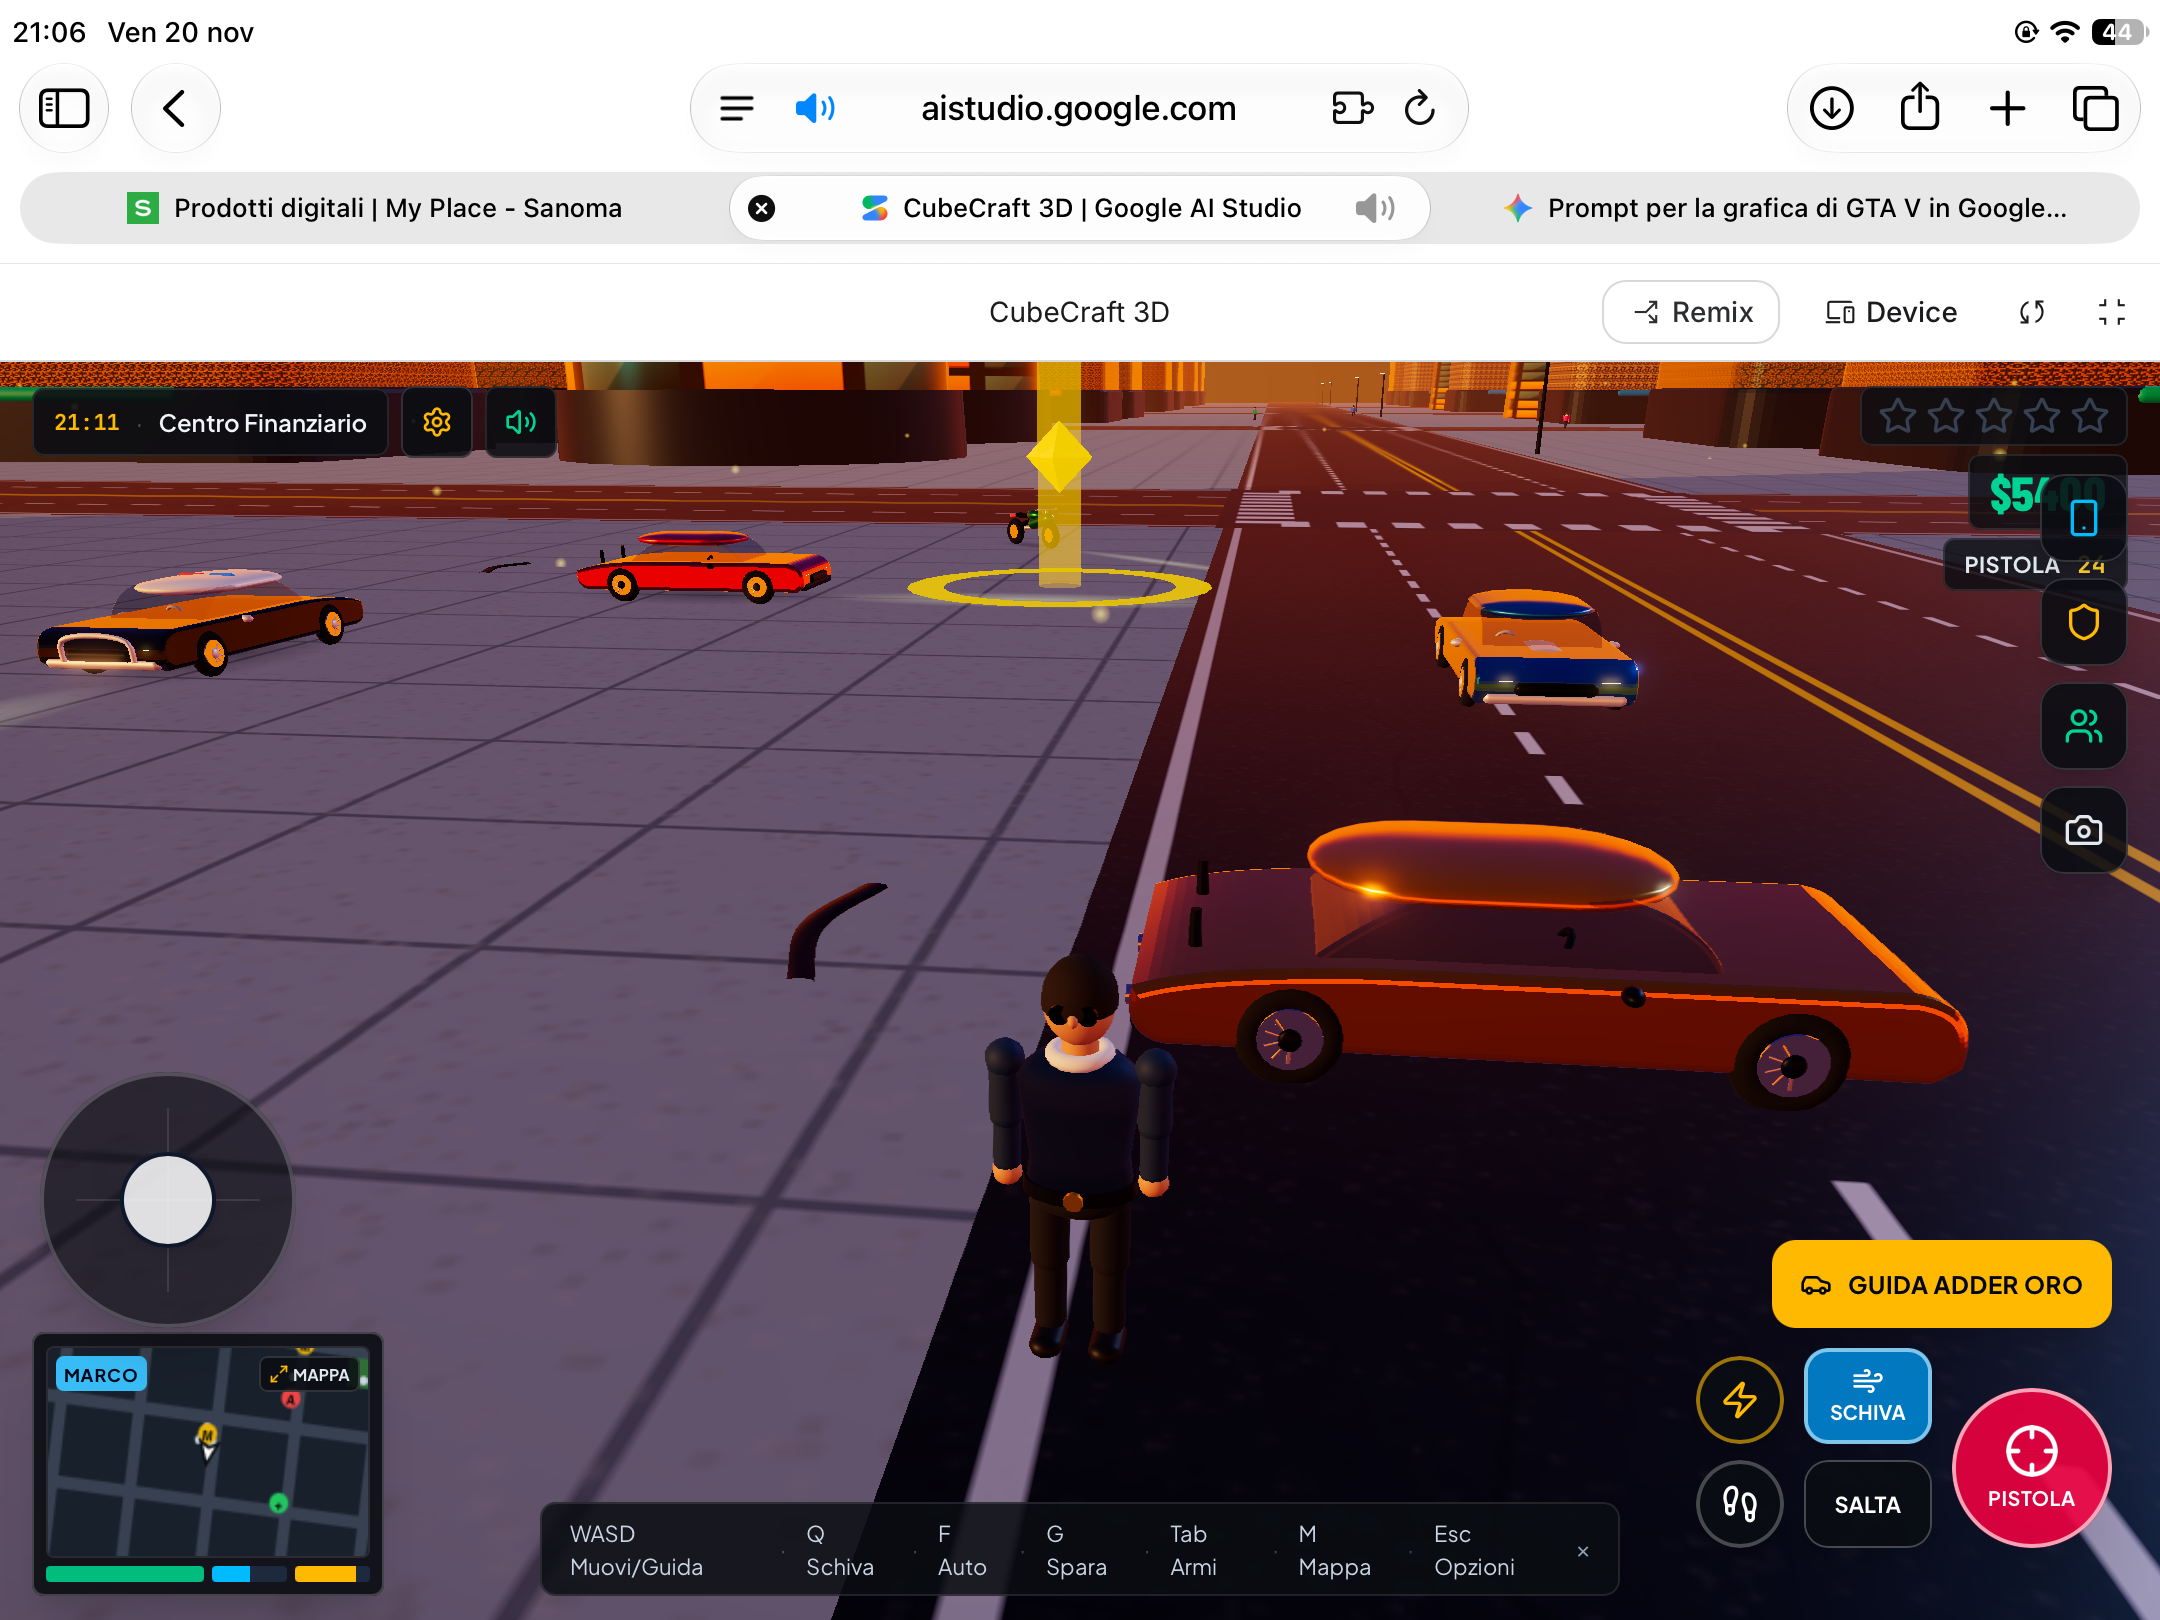 21:06 Ven 20 nov
44
aistudio.google.com
S Prodotti digitali | My Place - Sanoma
CubeCraft 3D | Google AI Studio
Prompt per la grafica di GTA V in Google...
CubeCraft 3D
Remix
Device
21:11 · Centro Finanziario
$5400
PISTOLA 24
GUIDA ADDER ORO
MARCO
MAPPA
A
M
SCHIVA
SALTA
PISTOLA
WASD
Muovi/Guida
Q
Schiva
F
Auto
G
Spara
Tab
Armi
M
Mappa
Esc
Opzioni
×